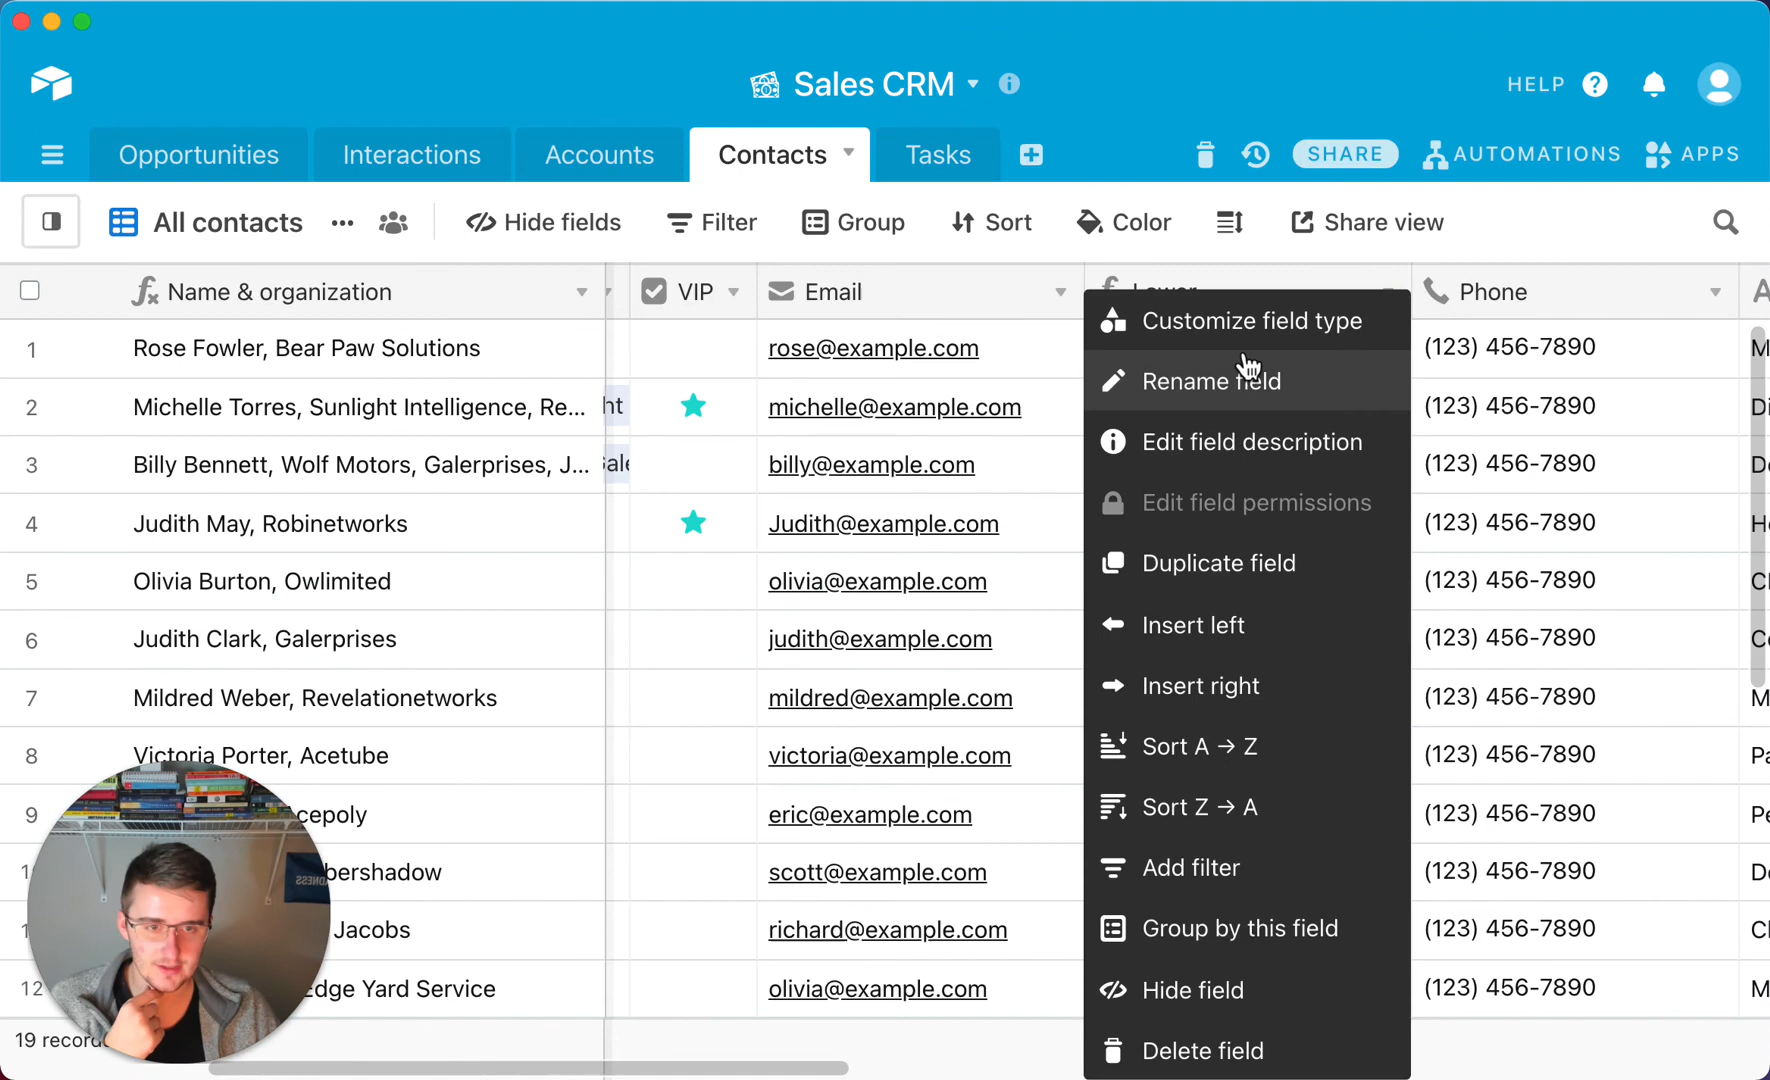 Sales CRM
HELP
Opportunities
Interactions
Accounts
Contacts
Tasks
SHARE
AUTOMATIONS
APPS
All contacts
Hide fields
Filter
Group
Sort
Color
Share view
Name & organization
VIP
Email
Lower
Phone
1 Rose Fowler, Bear Paw Solutions rose@example.com (123) 456-7890
2 Michelle Torres, Sunlight Intelligence, Re... ht michelle@example.com (123) 456-7890
3 Billy Bennett, Wolf Motors, Galerprises, J... Gale billy@example.com (123) 456-7890
4 Judith May, Robinetworks Judith@example.com (123) 456-7890
5 Olivia Burton, Owlimited olivia@example.com (123) 456-7890
6 Judith Clark, Galerprises judith@example.com (123) 456-7890
7 Mildred Weber, Revelationetworks mildred@example.com (123) 456-7890
8 Victoria Porter, Acetube victoria@example.com (123) 456-7890
9 cepoly eric@example.com (123) 456-7890
bershadow scott@example.com (123) 456-7890
Jacobs richard@example.com (123) 456-7890
12 Edge Yard Service olivia@example.com (123) 456-7890
19 records
Customize field type
Rename field
Edit field description
Edit field permissions
Duplicate field
Insert left
Insert right
Sort A → Z
Sort Z → A
Add filter
Group by this field
Hide field
Delete field